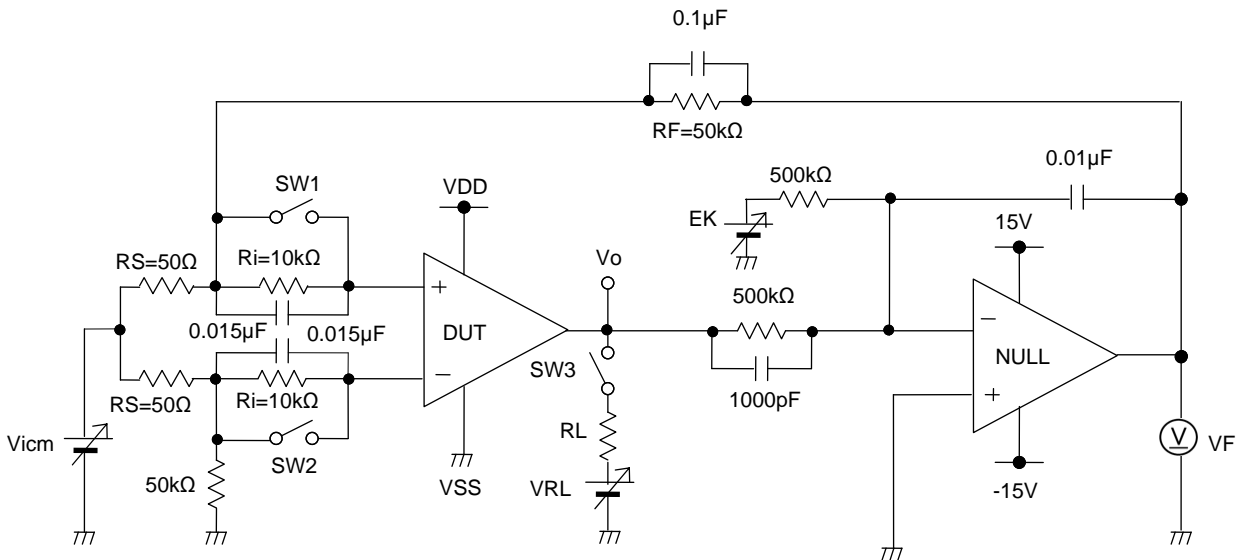 0.1μF
RF=50kΩ
0.01μF
500kΩ
SW1
VDD
EK
15V
RS=50Ω
Ri=10kΩ
Vo
0.015μF
0.015μF
500kΩ
+
DUT
−
NULL
−
SW3
+
RS=50Ω
Ri=10kΩ
1000pF
Vicm
RL
V
VF
SW2
50kΩ
VSS
VRL
-15V